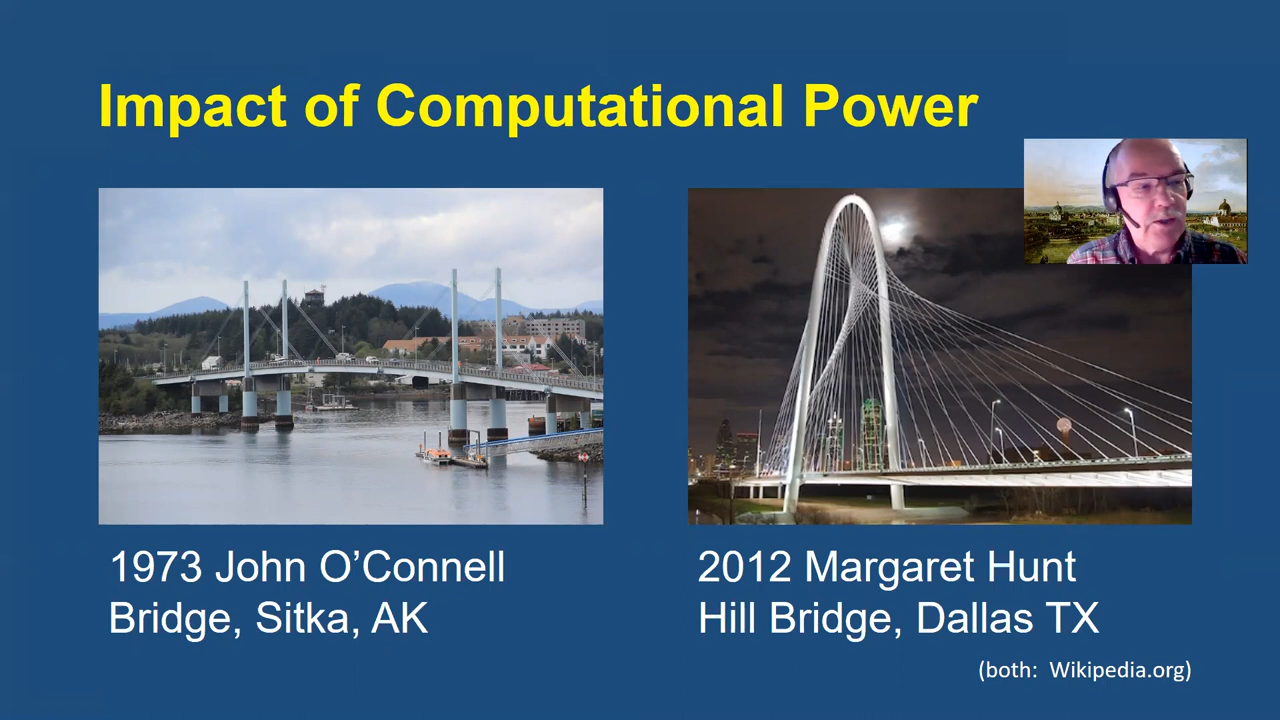 Impact of Computational Power
1973 John O’Connell
Bridge, Sitka, AK
2012 Margaret Hunt
Hill Bridge, Dallas TX
(both:  Wikipedia.org)